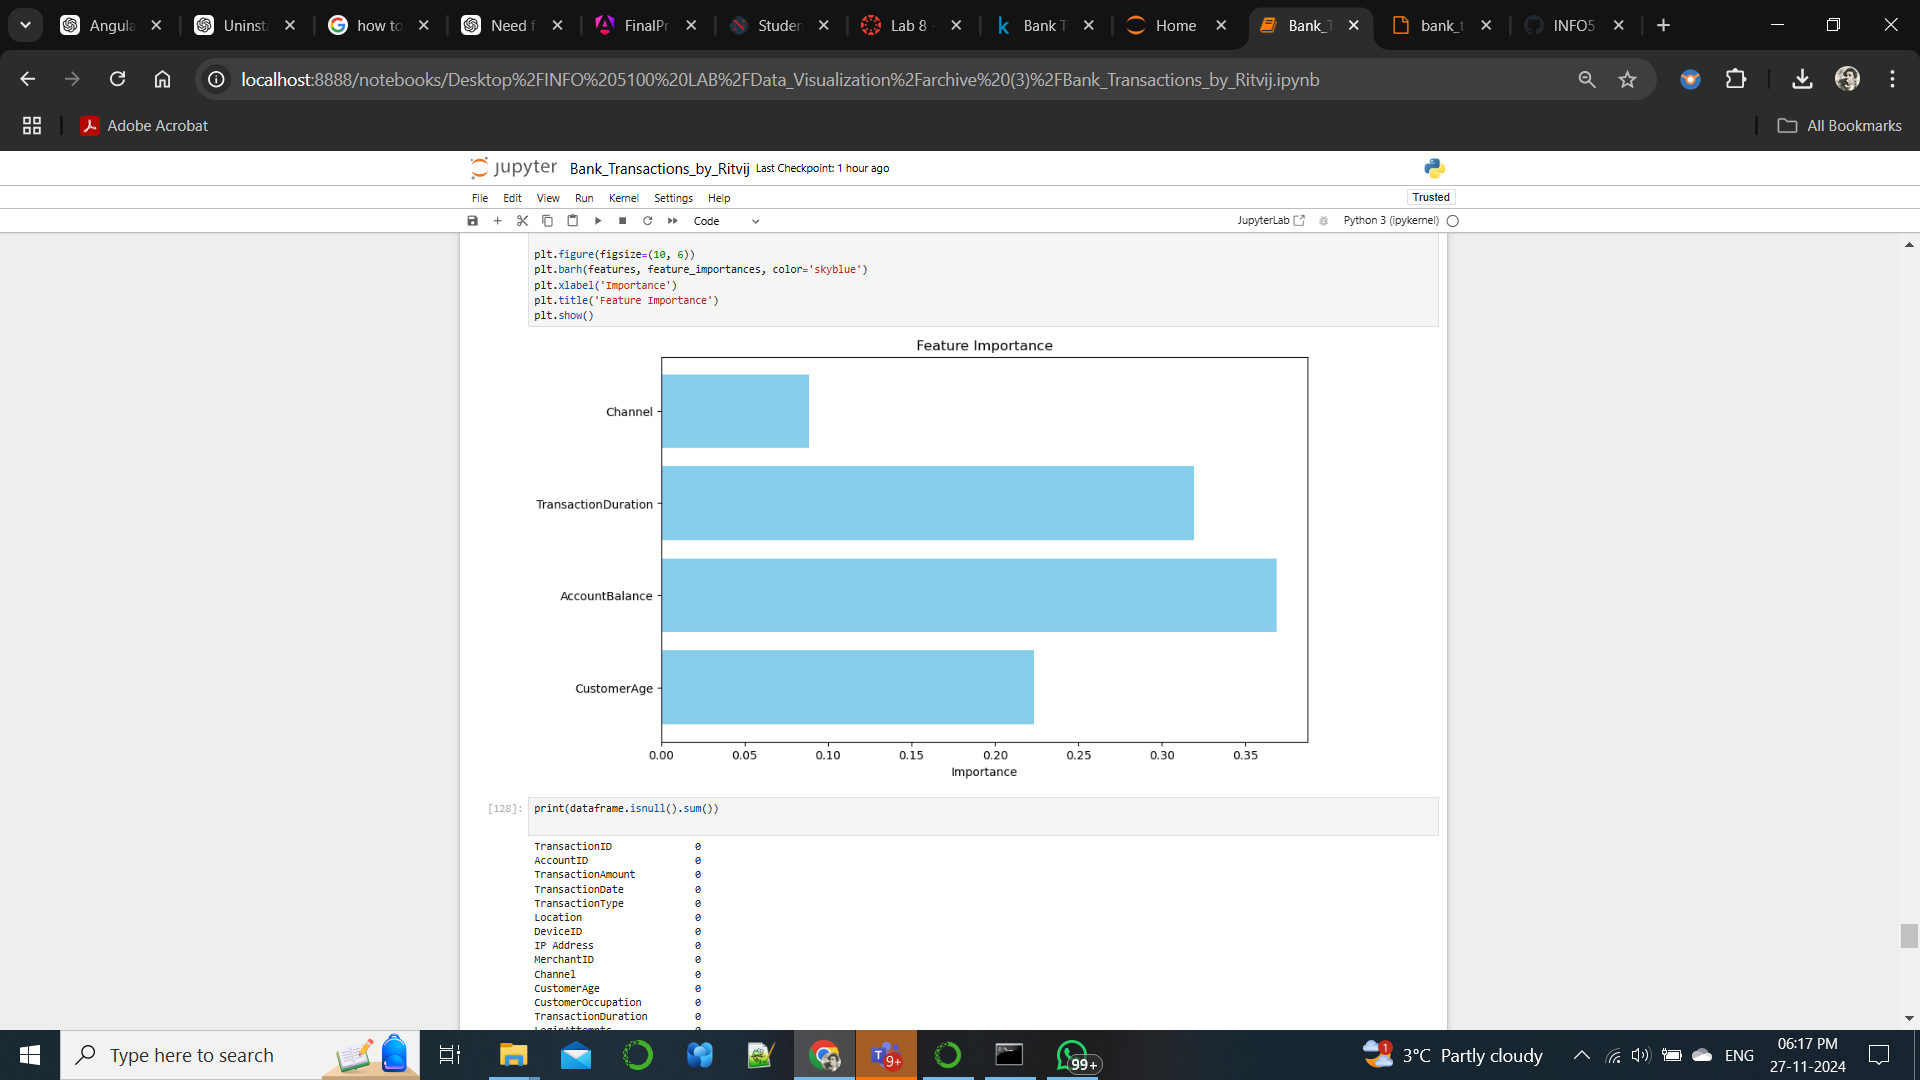 Angula
Uninsta
how to
Need f
FinalPr
Studen
Lab 8 -
Bank T
Home
Bank_T
bank_t
INFO5
localhost:8888/notebooks/Desktop%2FINFO%205100%20LAB%2FData_Visualization%2Farchive%20(3)%2FBank_Transactions_by_Ritvij.ipynb
Adobe Acrobat
All Bookmarks
jupyter Bank_Transactions_by_Ritvij Last Checkpoint: 1 hour ago
File Edit View Run Kernel Settings Help
Trusted
Code
JupyterLab
Python 3 (ipykernel)
plt.figure(figsize=(10, 6))
plt.barh(features, feature_importances, color='skyblue')
plt.xlabel('Importance')
plt.title('Feature Importance')
plt.show()
Feature Importance
Channel
TransactionDuration
AccountBalance
CustomerAge
0.00 0.05 0.10 0.15 0.20 0.25 0.30 0.35
Importance
[128]: print(dataframe.isnull().sum())
TransactionID 0
AccountID 0
TransactionAmount 0
TransactionDate 0
TransactionType 0
Location 0
DeviceID 0
IP Address 0
MerchantID 0
Channel 0
CustomerAge 0
CustomerOccupation 0
TransactionDuration 0
LoginAttempts 0
Type here to search
9+
99+
1
3°C Partly cloudy
ENG
06:17 PM
27-11-2024